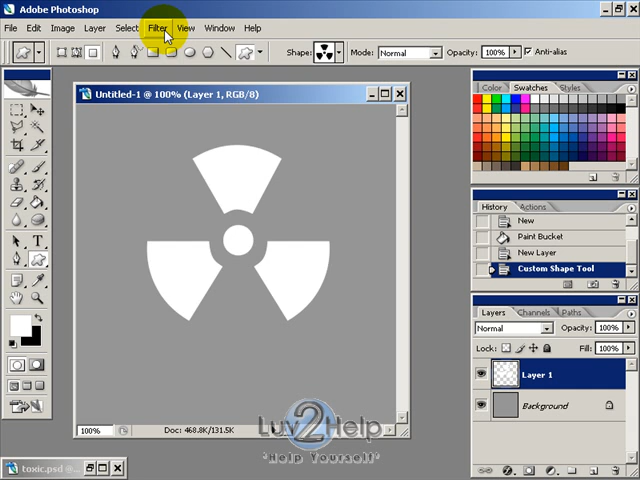 Adobe Photoshop
File Edit Image Layer Select Filter View Window Help
Shape: Mode: Normal Opacity: 100% Anti-alias
Untitled-1 @ 100% (Layer 1, RGB/8)
Color Swatches Styles
History Actions
New
Paint Bucket
New Layer
Custom Shape Tool
Layers Channels Paths
Normal Opacity: 100%
Lock: Fill: 100%
Layer 1
Background
100% Doc: 468.8K/131.5K
Luv2Help
"Help Yourself"
toxic.psd @...